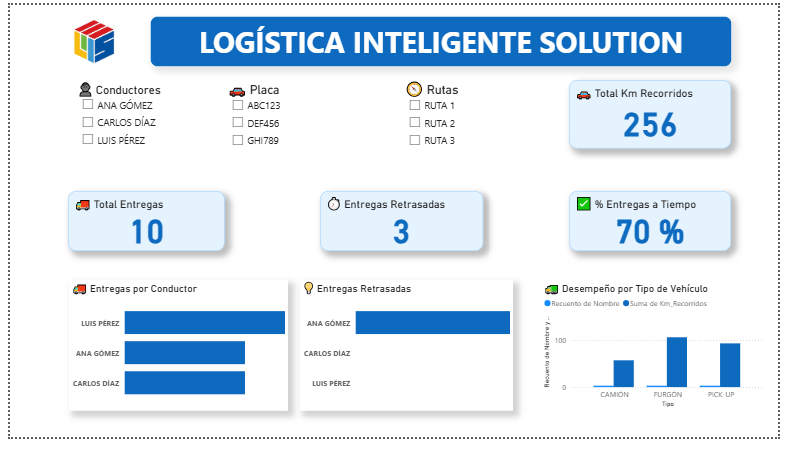 LOGÍSTICA INTELIGENTE SOLUTION
Conductores
ANA GÓMEZ
CARLOS DÍAZ
LUIS PÉREZ
Placa
ABC123
DEF456
GHI789
Rutas
RUTA 1
RUTA 2
RUTA 3
Total Km Recorridos
256
Total Entregas
10
Entregas Retrasadas
3
% Entregas a Tiempo
70 %
Entregas por Conductor
LUIS PÉREZ
ANA GÓMEZ
CARLOS DÍAZ
Entregas Retrasadas
ANA GÓMEZ
CARLOS DÍAZ
LUIS PÉREZ
Desempeño por Tipo de Vehículo
Recuento de Nombre Suma de Km_Recorridos
Recuento de Nombre y ...
100
0
CAMIÓN FURGÓN PICK-UP
Tipo